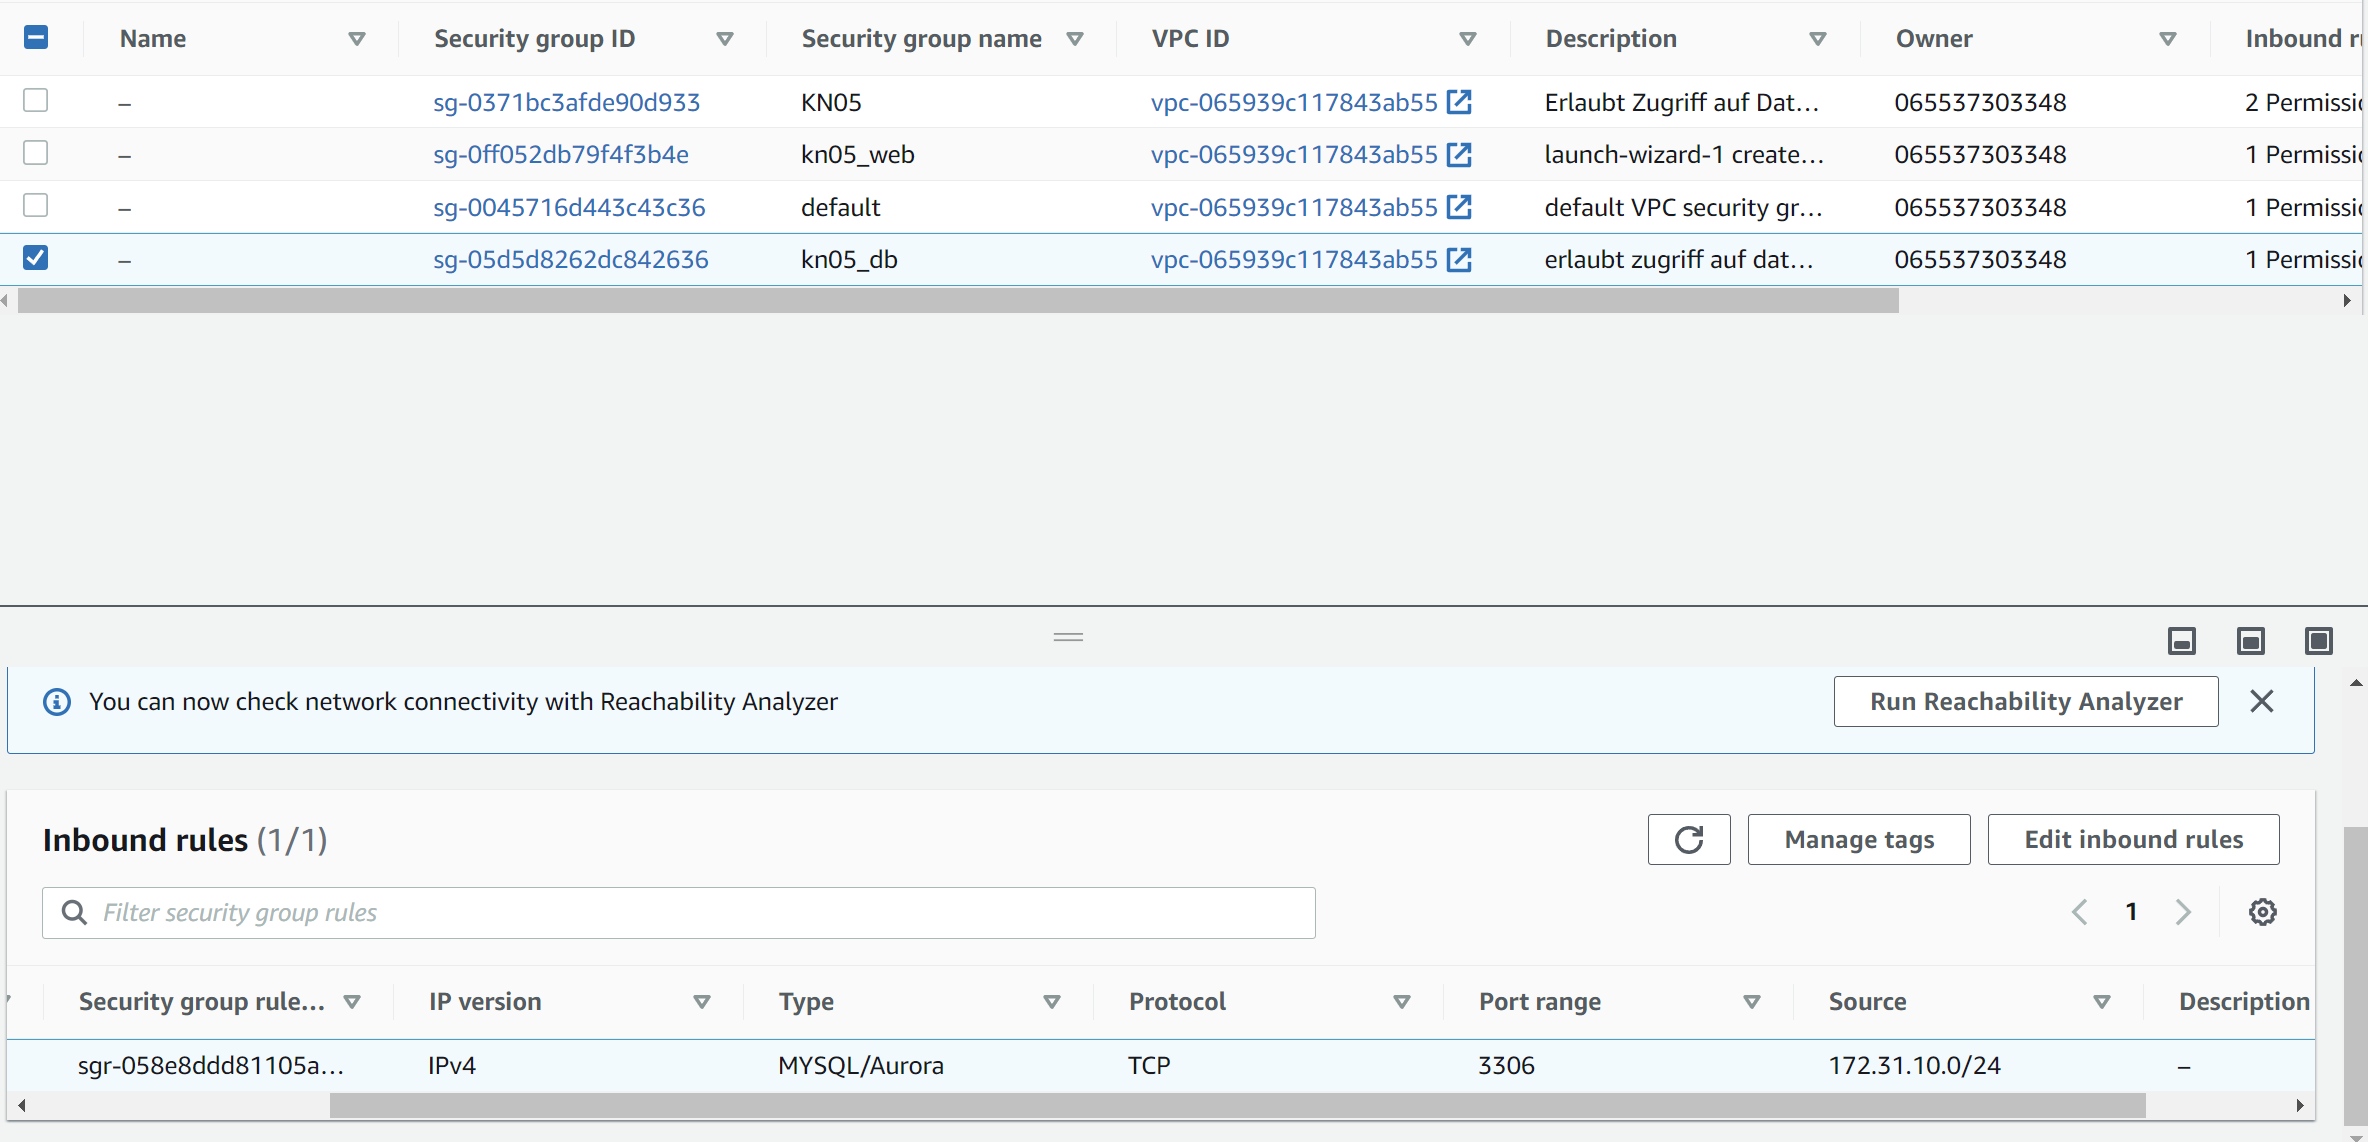 Name Security group ID Security group name VPC ID Description Owner Inbound
– sg-0371bc3afde90d933 KN05 vpc-065939c117843ab55 Erlaubt Zugriff auf Dat... 065537303348 2
– sg-0ff052db79f4f3b4e kn05_web vpc-065939c117843ab55 launch-wizard-1 create... 065537303348 1
– sg-0045716d443c43c36 default vpc-065939c117843ab55 default VPC security gr... 065537303348 1
– sg-05d5d8262dc842636 kn05_db vpc-065939c117843ab55 erlaubt zugriff auf dat... 065537303348 1
You can now check network connectivity with Reachability Analyzer Run Reachability Analyzer
Inbound rules (1/1) Manage tags Edit inbound rules
Filter security group rules 1
Security group rule... IP version Type Protocol Port range Source Description
sgr-058e8ddd81105a... IPv4 MYSQL/Aurora TCP 3306 172.31.10.0/24 –